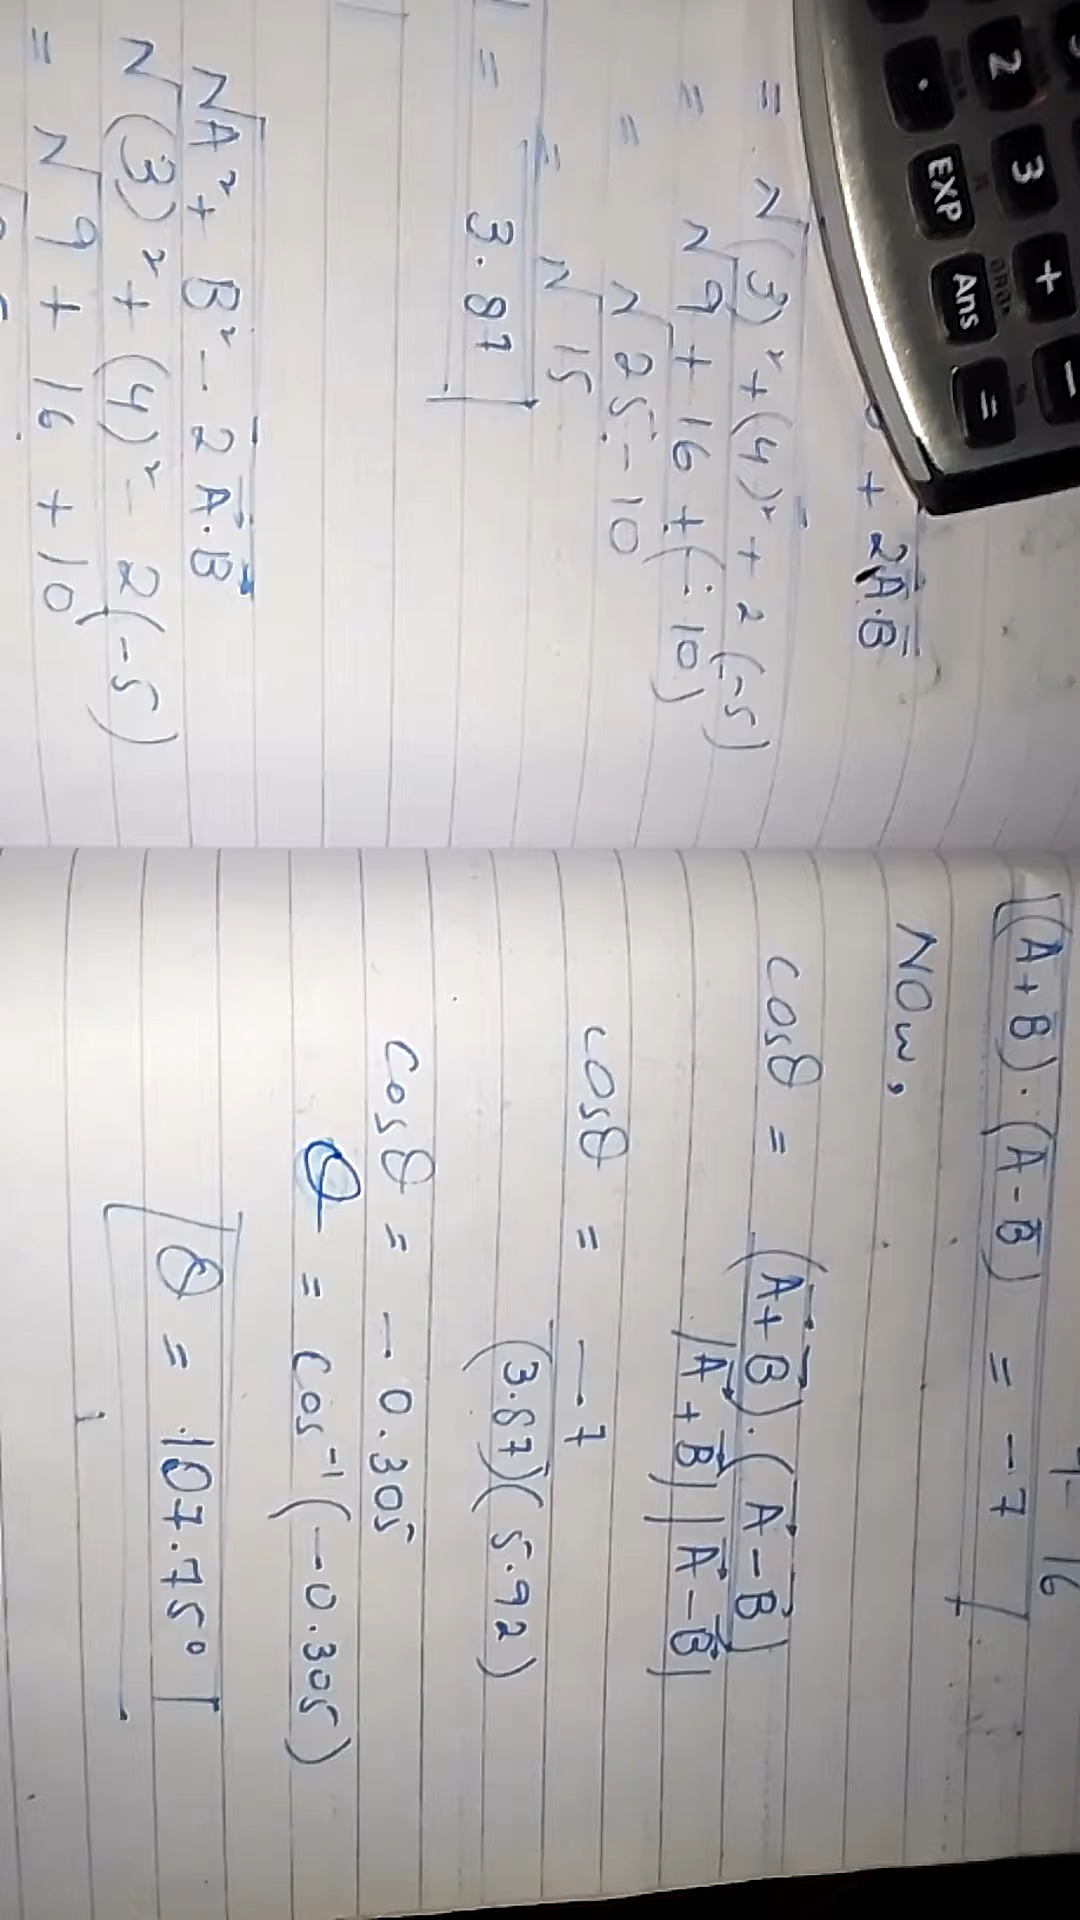 + 2A̅·B̅
= √(3)² + (4)² + 2(-5)
= √9 + 16 + (-10)
= √25 - 10
= √15
= 3.87
√A² + B² - 2A⃗·B⃗
√(3)² + (4)² - 2(-5)
= √9 + 16 + 10
16
(A̅+B̅)·(A̅-B̅) = -7
NOw,
cosθ = (A⃗+B⃗)·(A⃗-B⃗)
|A⃗+B⃗||A⃗-B⃗|
cosθ = -7
(3.87)(5.92)
Cosθ = -0.305
θ = Cos⁻¹(-0.305)
θ = 107.75°
2
3
+
-
.
EXP
Ans
=
π